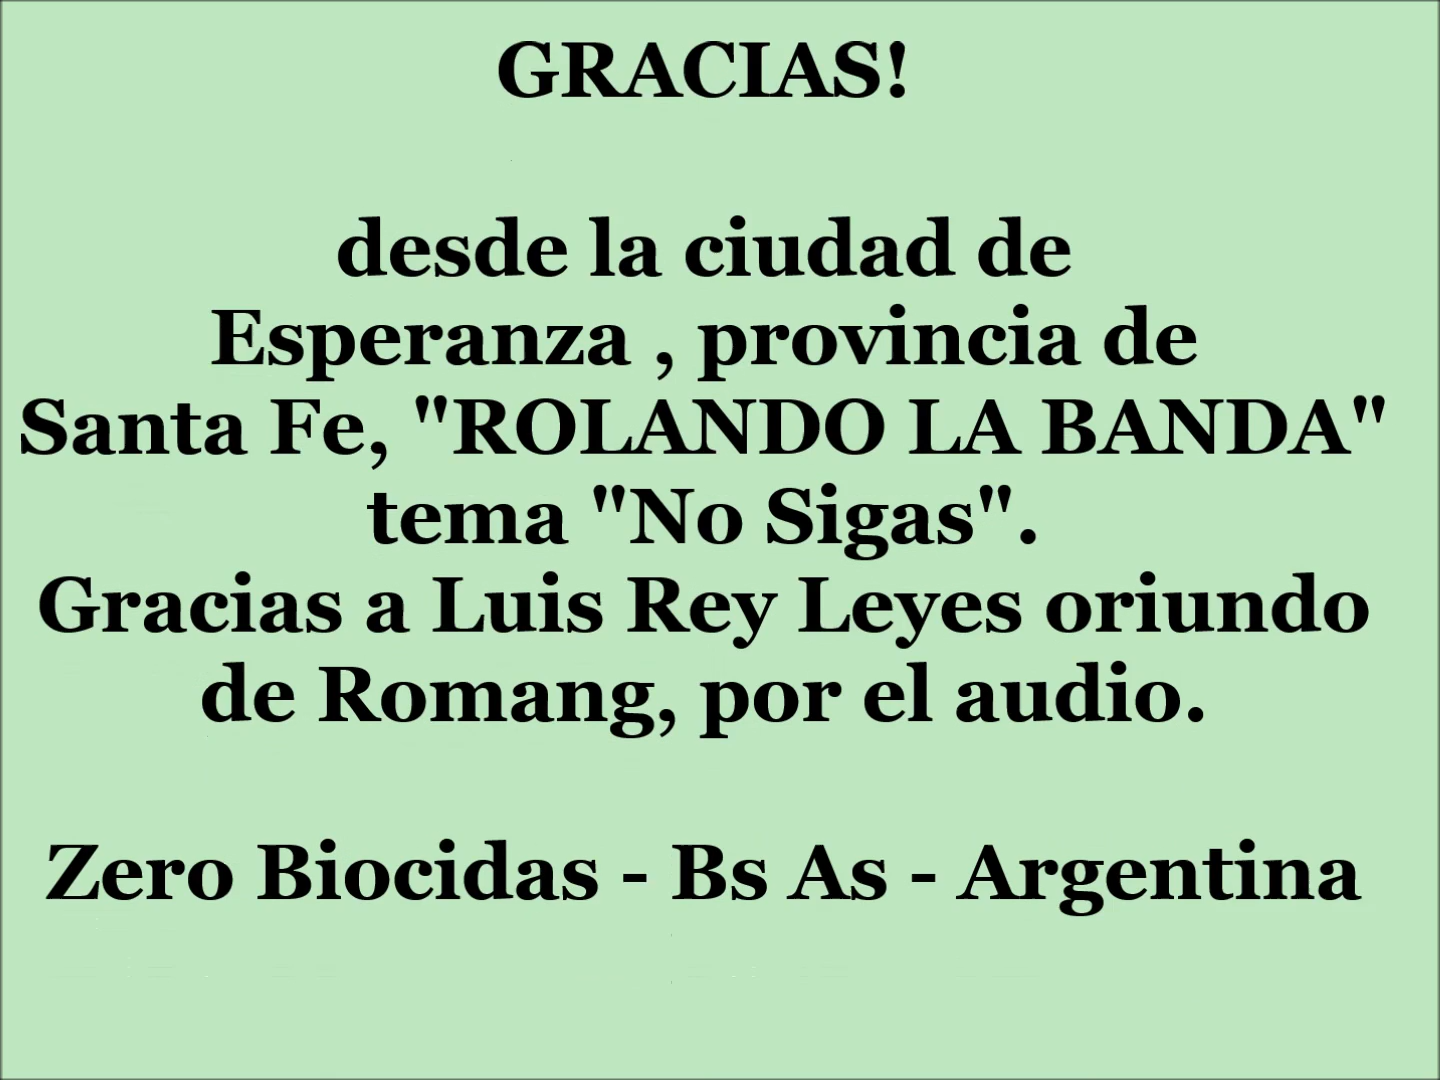 GRACIAS!
desde la ciudad de
Esperanza , provincia de
Santa Fe, "ROLANDO LA BANDA"
tema "No Sigas".
Gracias a Luis Rey Leyes oriundo
de Romang, por el audio.
Zero Biocidas - Bs As - Argentina